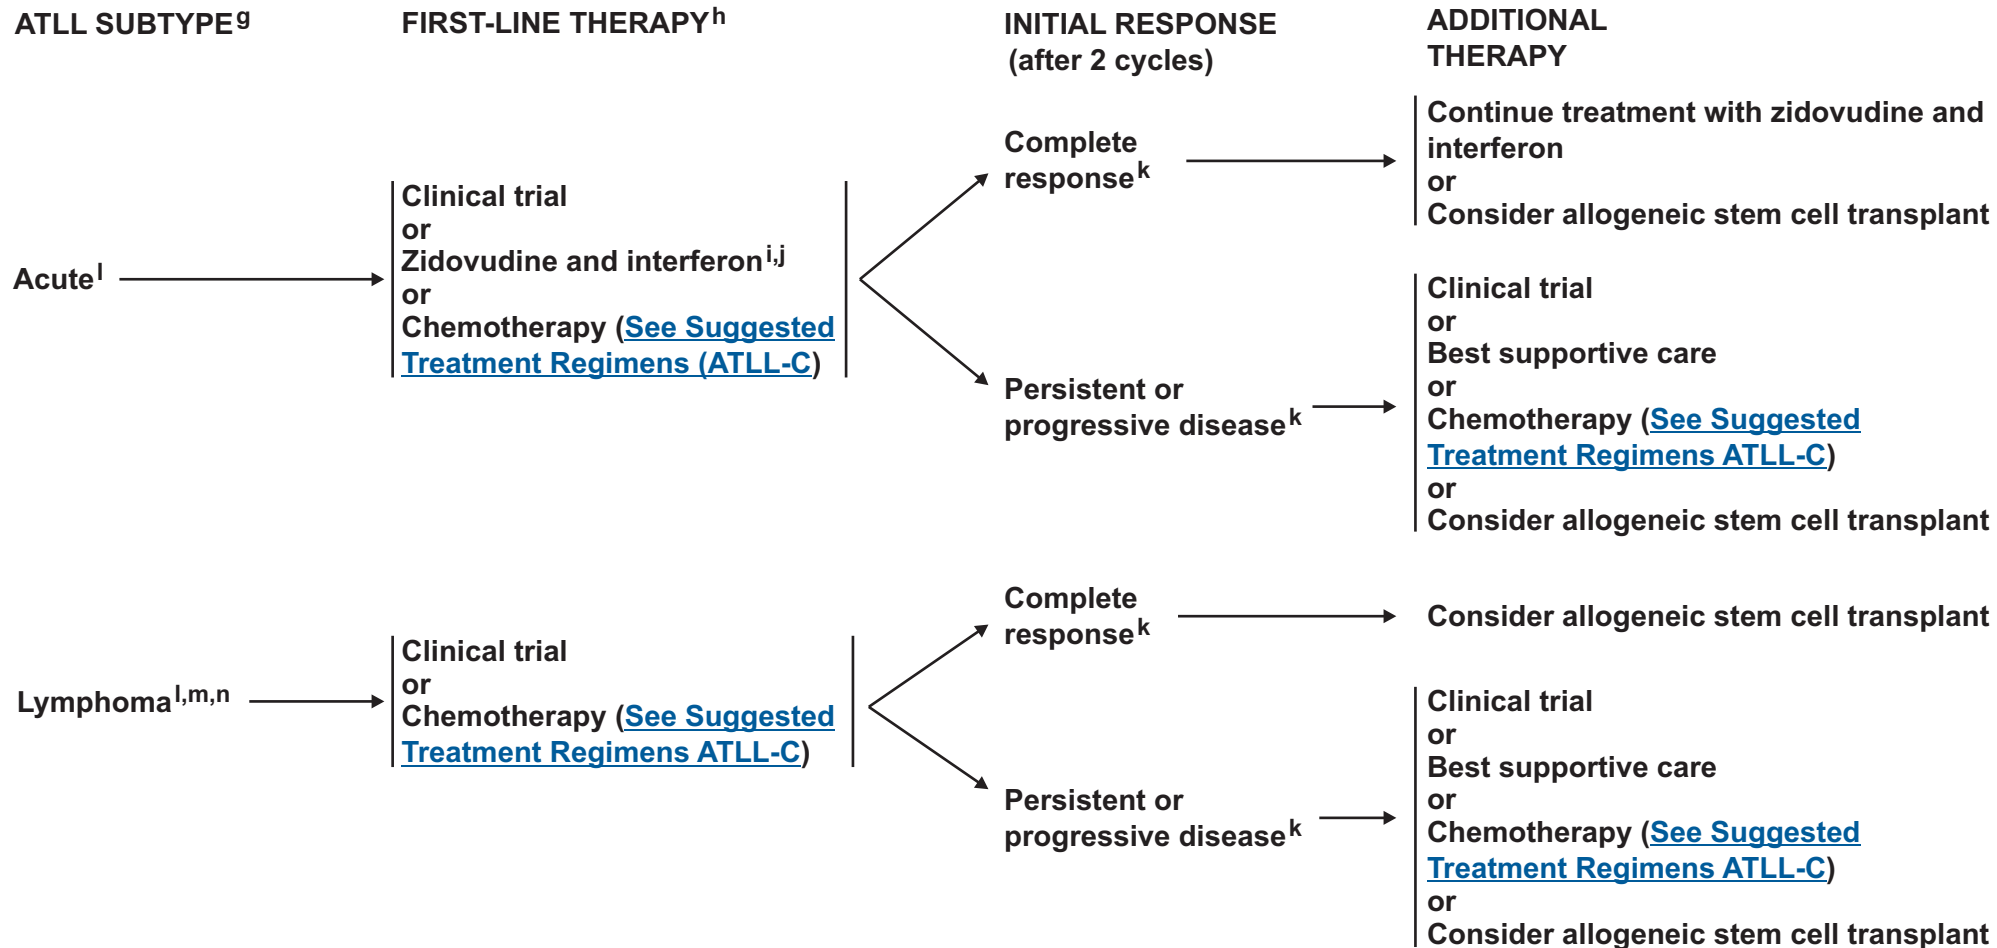 ATLL SUBTYPEg
FIRST-LINE THERAPYh
INITIAL RESPONSE
(after 2 cycles)
ADDITIONAL
THERAPY
Acutel
Clinical trial
or
Zidovudine and interferoni,j
or
Chemotherapy (See Suggested
Treatment Regimens (ATLL-C)
Complete
responsek
Continue treatment with zidovudine and
interferon
or
Consider allogeneic stem cell transplant
Persistent or
progressive diseasek
Clinical trial
or
Best supportive care
or
Chemotherapy (See Suggested
Treatment Regimens ATLL-C)
or
Consider allogeneic stem cell transplant
Lymphomal,m,n
Clinical trial
or
Chemotherapy (See Suggested
Treatment Regimens ATLL-C)
Complete
responsek
Consider allogeneic stem cell transplant
Persistent or
progressive diseasek
Clinical trial
or
Best supportive care
or
Chemotherapy (See Suggested
Treatment Regimens ATLL-C)
or
Consider allogeneic stem cell transplant